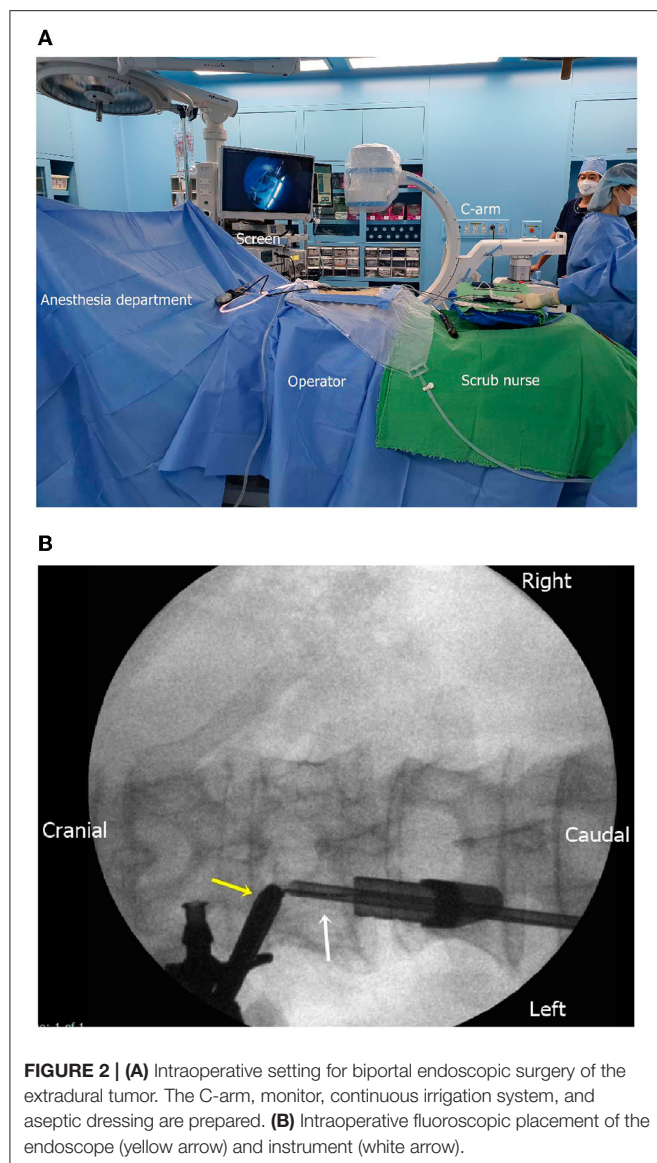 A
C-arm
Screen
Anesthesia department
Operator
Scrub nurse
B
Right
Cranial
Caudal
Left
FIGURE 2 | (A) Intraoperative setting for biportal endoscopic surgery of the
extradural tumor. The C-arm, monitor, continuous irrigation system, and
aseptic dressing are prepared. (B) Intraoperative fluoroscopic placement of the
endoscope (yellow arrow) and instrument (white arrow).